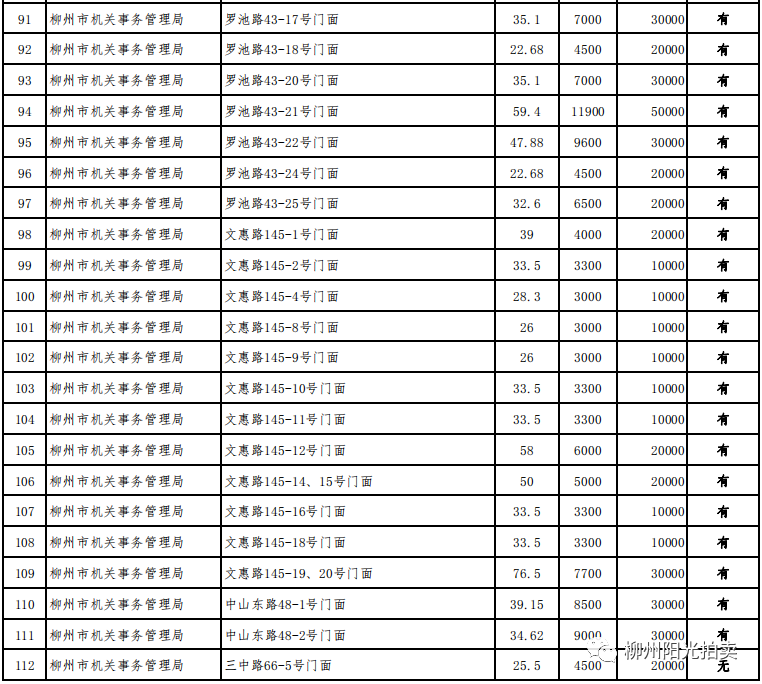 91 柳州市机关事务管理局 罗池路43-17号门面 35.1 7000 30000 有
92 柳州市机关事务管理局 罗池路43-18号门面 22.68 4500 20000 有
93 柳州市机关事务管理局 罗池路43-20号门面 35.1 7000 30000 有
94 柳州市机关事务管理局 罗池路43-21号门面 59.4 11900 50000 有
95 柳州市机关事务管理局 罗池路43-22号门面 47.88 9600 30000 有
96 柳州市机关事务管理局 罗池路43-24号门面 22.68 4500 20000 有
97 柳州市机关事务管理局 罗池路43-25号门面 32.6 6500 20000 有
98 柳州市机关事务管理局 文惠路145-1号门面 39 4000 20000 有
99 柳州市机关事务管理局 文惠路145-2号门面 33.5 3300 10000 有
100 柳州市机关事务管理局 文惠路145-4号门面 28.3 3000 10000 有
101 柳州市机关事务管理局 文惠路145-8号门面 26 3000 10000 有
102 柳州市机关事务管理局 文惠路145-9号门面 26 3000 10000 有
103 柳州市机关事务管理局 文惠路145-10号门面 33.5 3300 10000 有
104 柳州市机关事务管理局 文惠路145-11号门面 33.5 3300 10000 有
105 柳州市机关事务管理局 文惠路145-12号门面 58 6000 20000 有
106 柳州市机关事务管理局 文惠路145-14、15号门面 50 5000 20000 有
107 柳州市机关事务管理局 文惠路145-16号门面 33.5 3300 10000 有
108 柳州市机关事务管理局 文惠路145-18号门面 33.5 3300 10000 有
109 柳州市机关事务管理局 文惠路145-19、20号门面 76.5 7700 30000 有
110 柳州市机关事务管理局 中山东路48-1号门面 39.15 8500 30000 有
111 柳州市机关事务管理局 中山东路48-2号门面 34.62 9000 30000 有
柳州阳光拍卖
112 柳州市机关事务管理局 三中路66-5号门面 25.5 4500 20000 无